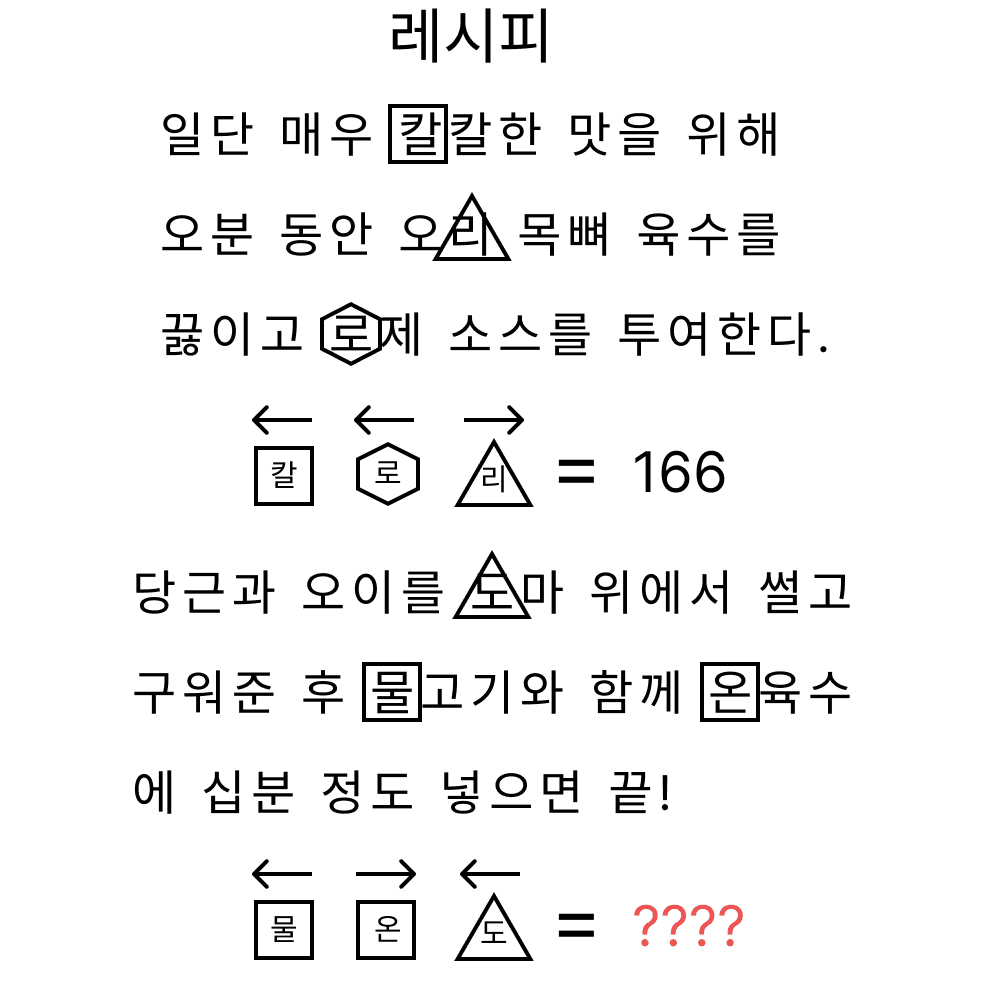 레시피
일단 매우 칼칼한 맛을 위해
오분 동안 오리 목뼈 육수를
끓이고 로제 소스를 투여한다.
← ← →
칼 로 리 = 166
당근과 오이를 도마 위에서 썰고
구워준 후 물고기와 함께 온육수
에 십분 정도 넣으면 끝!
← → ←
물 온 도 = ????